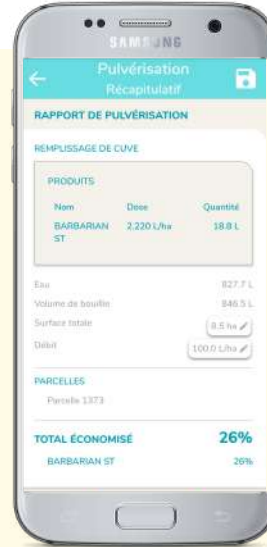 SAMSUNG
Pulvérisation
Récapitulatif
RAPPORT DE PULVÉRISATION
REMPLISSAGE DE CUVE
PRODUITS
Nom Dose Quantité
BARBARIAN ST 2.220 L/ha 18.8 L
Eau 827.7 L
Volume de bouillie 846.5 L
Surface totale 8.5 ha
Débit 100.0 L/ha
PARCELLES
Parcelle 1373
TOTAL ÉCONOMISÉ 26%
BARBARIAN ST 26%